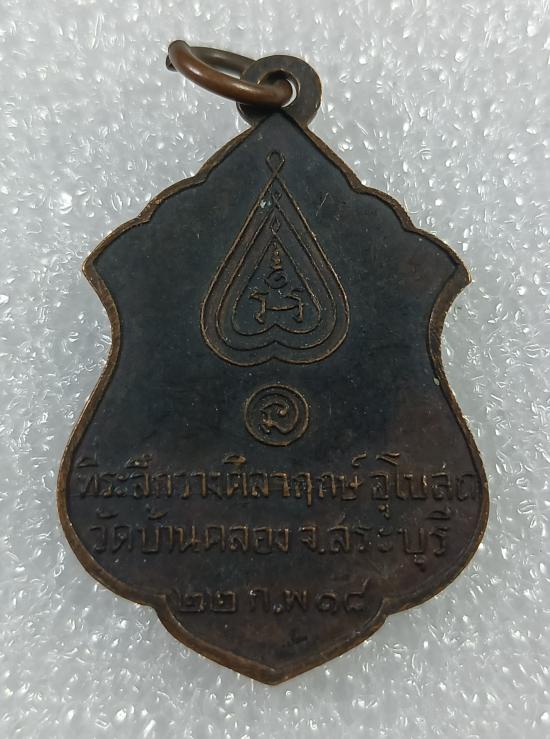 ที่ระลึกวางศิลาฤกษ์ อุโบสถ
วัดบ้านคลอง จ.สระบุรี
๒๒ ก.พ ๑๘